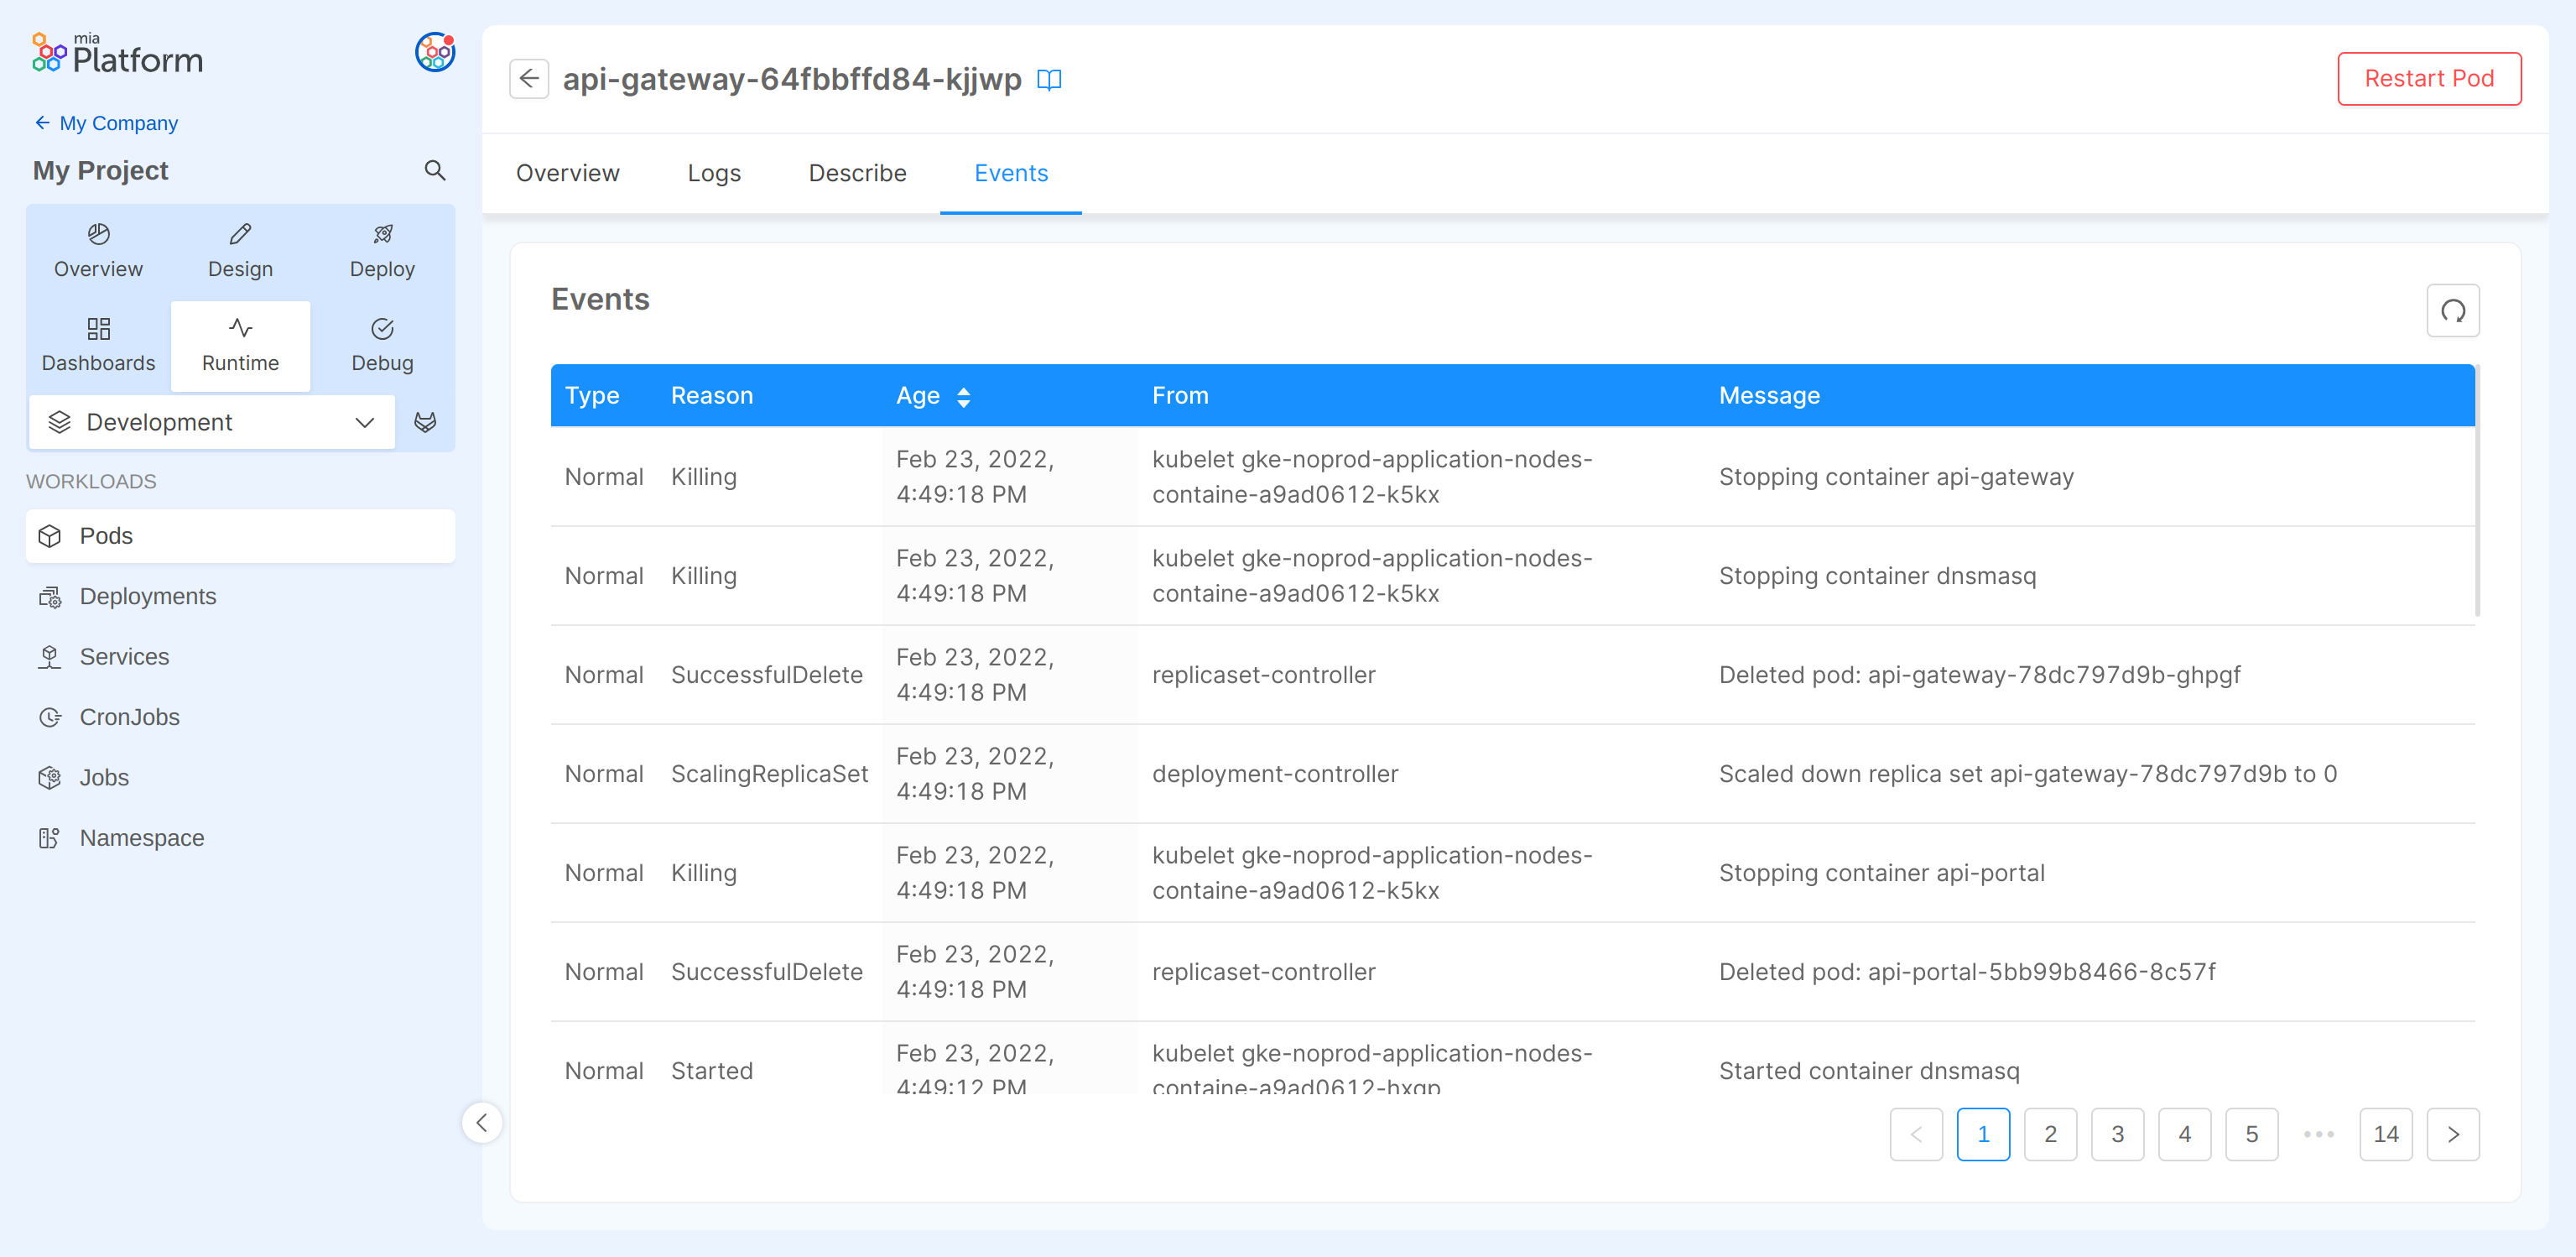 mia
Platform
My Company
My Project
Overview
Design
Deploy
Dashboards
Runtime
Debug
Development
WORKLOADS
Pods
Deployments
Services
CronJobs
Jobs
Namespace
api-gateway-64fbbffd84-kjjwp
Restart Pod
Overview
Logs
Describe
Events
Events
Type Reason Age From Message
Normal Killing Feb 23, 2022, 4:49:18 PM kubelet gke-noprod-application-nodes-containe-a9ad0612-k5kx Stopping container api-gateway
Normal Killing Feb 23, 2022, 4:49:18 PM kubelet gke-noprod-application-nodes-containe-a9ad0612-k5kx Stopping container dnsmasq
Normal SuccessfulDelete Feb 23, 2022, 4:49:18 PM replicaset-controller Deleted pod: api-gateway-78dc797d9b-ghpgf
Normal ScalingReplicaSet Feb 23, 2022, 4:49:18 PM deployment-controller Scaled down replica set api-gateway-78dc797d9b to 0
Normal Killing Feb 23, 2022, 4:49:18 PM kubelet gke-noprod-application-nodes-containe-a9ad0612-k5kx Stopping container api-portal
Normal SuccessfulDelete Feb 23, 2022, 4:49:18 PM replicaset-controller Deleted pod: api-portal-5bb99b8466-8c57f
Normal Started Feb 23, 2022, 4:49:12 PM kubelet gke-noprod-application-nodes-containe-a9ad0612-hxgp Started container dnsmasq
1 2 3 4 5 ••• 14